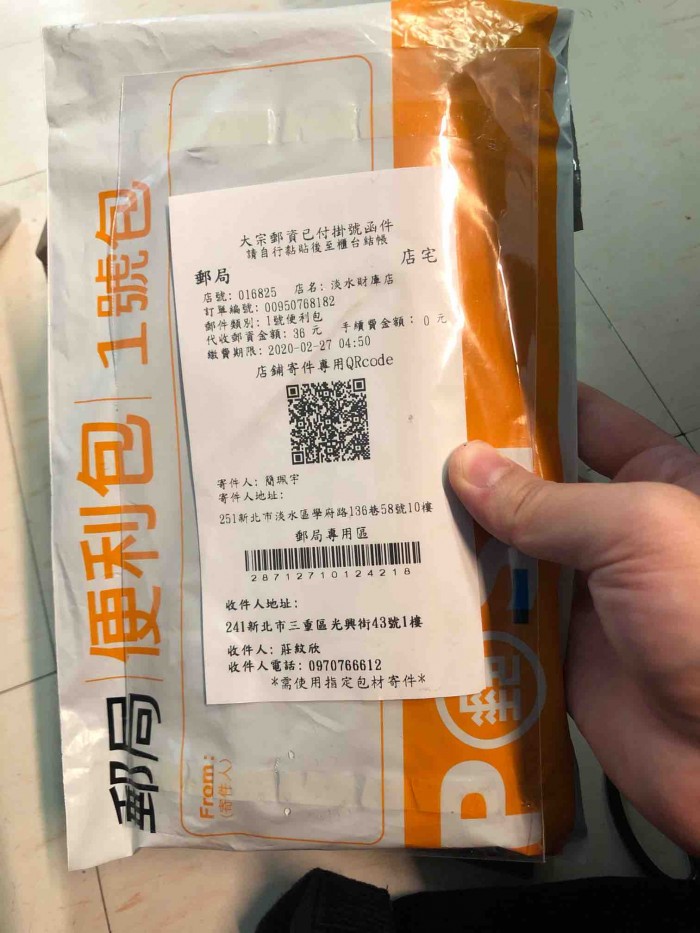 大宗郵資已付掛號函件
請自行黏貼後至櫃台結帳
店宅
郵局
店號: 016825 店名: 淡水財庫店
訂單編號: 00950768182
郵件類別: 1號便利包
代收郵資金額: 36 元 手續費金額: 0 元
繳費期限: 2020-02-27 04:50
店鋪寄件專用QRcode
寄件人: 簡珮宇
寄件人地址:
251新北市淡水區學府路136巷58號10樓
郵局專用區
28712710124218
收件人地址:
241新北市三重區光興街43號1樓
收件人: 莊紋欣
收件人電話: 0970766612
*需使用指定包材寄件*
郵局 便利包 1號包
From:
(寄件人)